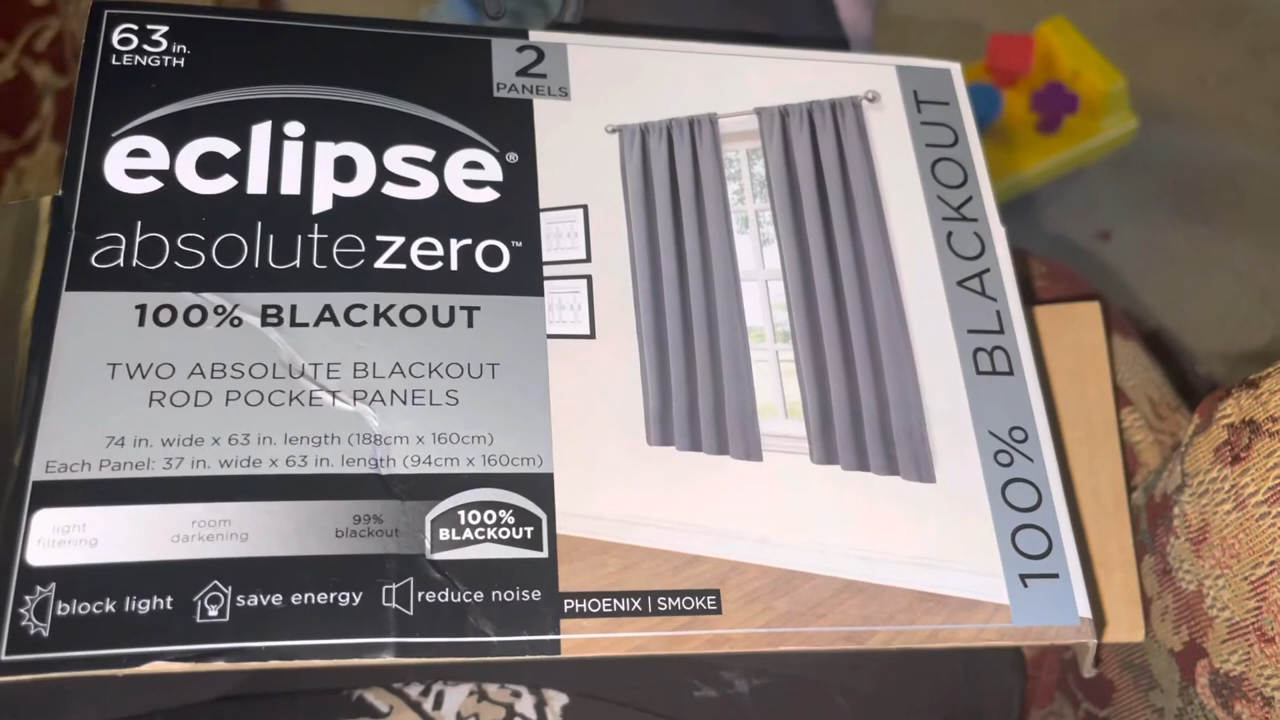 63 in.
LENGTH
2
PANELS
eclipse®
absolute zero™
100% BLACKOUT
TWO ABSOLUTE BLACKOUT
ROD POCKET PANELS
74 in. wide x 63 in. length (188cm x 160cm)
Each Panel: 37 in. wide x 63 in. length (94cm x 160cm)
light
filtering
room
darkening
99%
blackout
100%
BLACKOUT
block light
save energy
reduce noise
PHOENIX | SMOKE
100% BLACKOUT